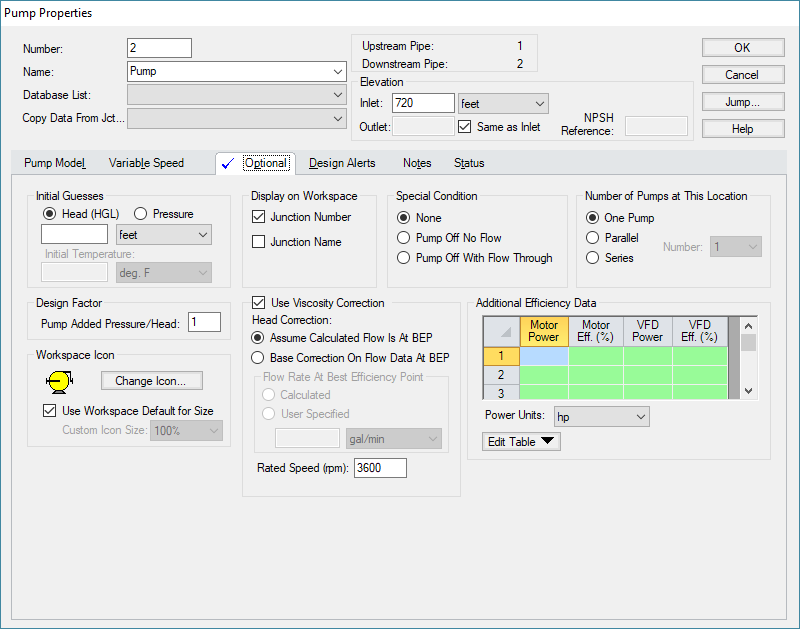 Pump Properties
Number: 2
Name: Pump
Database List:
Copy Data From Jct...
Upstream Pipe: 1
Downstream Pipe: 2
Elevation
Inlet: 720 feet
Outlet: Same as Inlet
NPSH
Reference:
OK
Cancel
Jump...
Help
Pump Model Variable Speed Optional Design Alerts Notes Status
Initial Guesses
Head (HGL) Pressure
feet
Initial Temperature:
deg. F
Display on Workspace
Junction Number
Junction Name
Special Condition
None
Pump Off No Flow
Pump Off With Flow Through
Number of Pumps at This Location
One Pump
Parallel
Series
Number: 1
Design Factor
Pump Added Pressure/Head: 1
Workspace Icon
Change Icon...
Use Workspace Default for Size
Custom Icon Size: 100%
Use Viscosity Correction
Head Correction:
Assume Calculated Flow Is At BEP
Base Correction On Flow Data At BEP
Flow Rate At Best Efficiency Point
Calculated
User Specified
gal/min
Rated Speed (rpm): 3600
Additional Efficiency Data
Motor Motor VFD VFD
Power Eff. (%) Power Eff. (%)
1
2
3
Power Units: hp
Edit Table